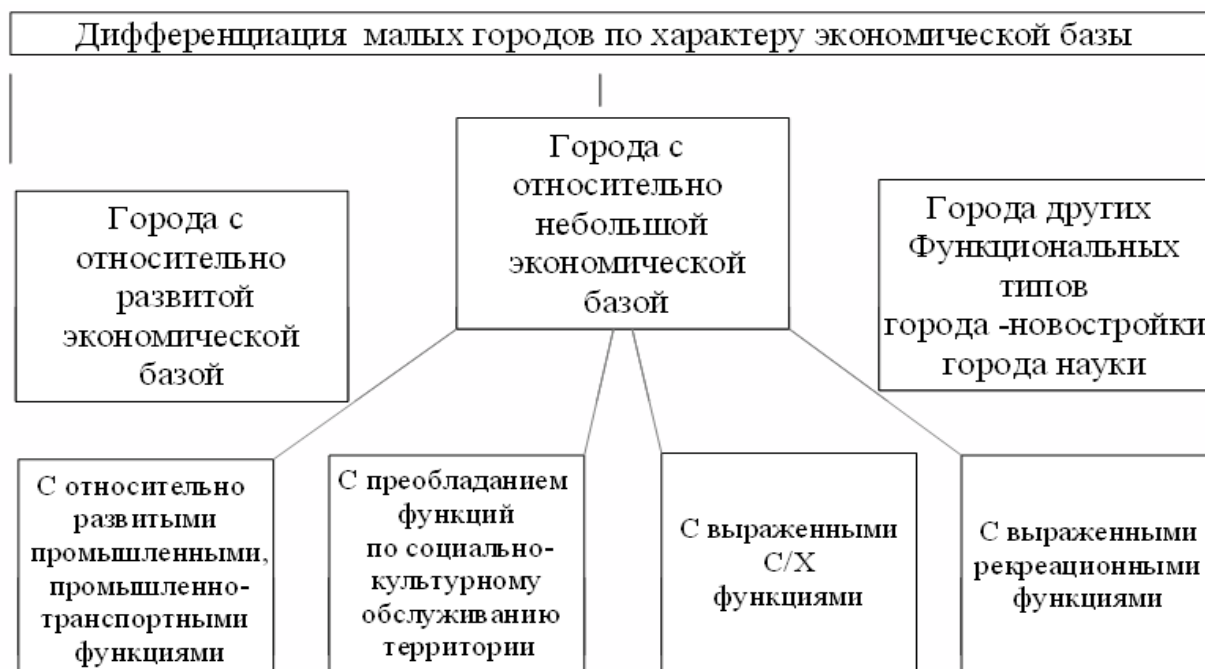 Дифференциация малых городов по характеру экономической базы
Города с
относительно
развитой
экономической
базой
Города с
относительно
небольшой
экономической
базой
Города других
Функциональных
типов
города -новостройки
города науки
С относительно
развитыми
промышленными,
промышленно-
транспортными
функциями
С преобладанием
функций
по социально-
культурному
обслуживанию
территории
С выраженными
С/Х
функциями
С выраженными
рекреационными
функциями